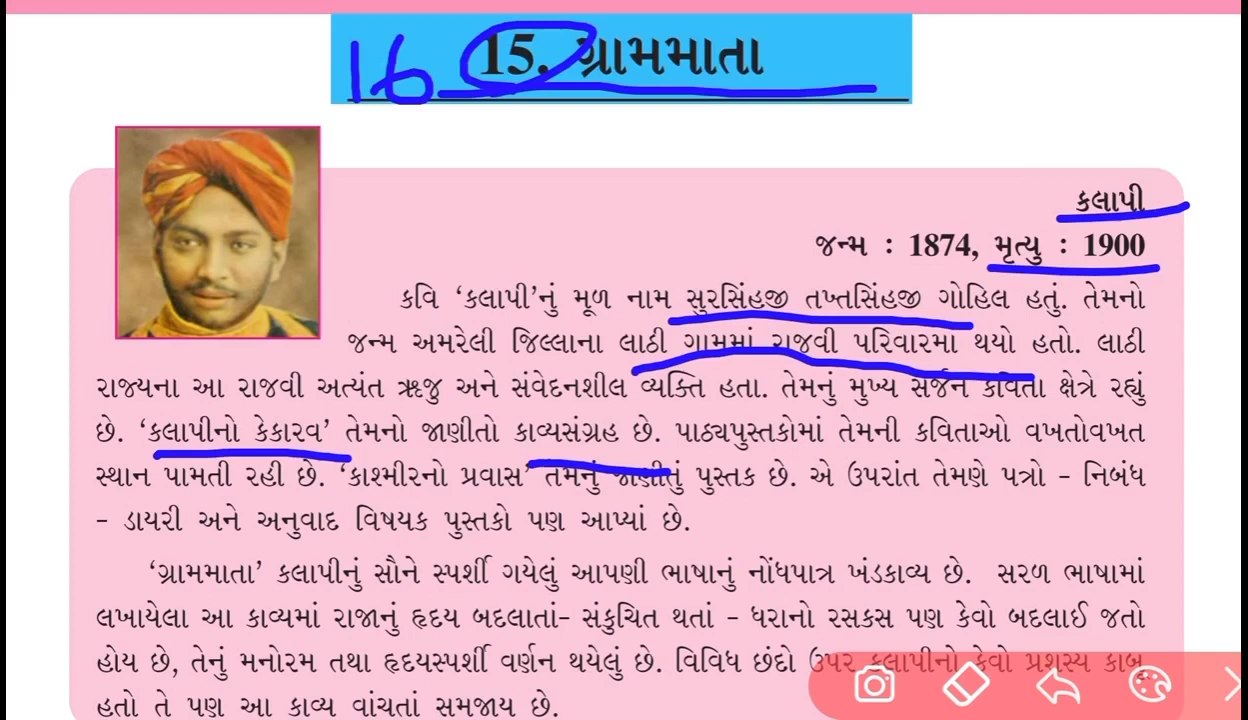 16 15. ગ્રામમાતા
કલાપી
જન્મ : 1874, મૃત્યુ : 1900
કવિ ‘કલાપી’નું મૂળ નામ સુરસિંહજી તખ્તસિંહજી ગોહિલ હતું. તેમનો
જન્મ અમરેલી જિલ્લાના લાઠી ગામમાં રાજવી પરિવારમા થયો હતો. લાઠી
રાજ્યના આ રાજવી અત્યંત ઋજુ અને સંવેદનશીલ વ્યક્તિ હતા. તેમનું મુખ્ય સર્જન કવિતા ક્ષેત્રે રહ્યું
છે. ‘કલાપીનો કેકારવ’ તેમનો જાણીતો કાવ્યસંગ્રહ છે. પાઠ્યપુસ્તકોમાં તેમની કવિતાઓ વખતોવખત
સ્થાન પામતી રહી છે. ‘કાશ્મીરનો પ્રવાસ’ તેમનું જાણીતું પુસ્તક છે. એ ઉપરાંત તેમણે પત્રો - નિબંધ
- ડાયરી અને અનુવાદ વિષયક પુસ્તકો પણ આપ્યાં છે.
‘ગ્રામમાતા’ કલાપીનું સૌને સ્પર્શી ગયેલું આપણી ભાષાનું નોંધપાત્ર ખંડકાવ્ય છે. સરળ ભાષામાં
લખાયેલા આ કાવ્યમાં રાજાનું હૃદય બદલાતાં- સંકુચિત થતાં - ધરાનો રસકસ પણ કેવો બદલાઈ જતો
હોય છે, તેનું મનોરમ તથા હૃદયસ્પર્શી વર્ણન થયેલું છે. વિવિધ છંદો ઉપર કલાપીનો કેવો પ્રશસ્ય કાબૂ
હતો તે પણ આ કાવ્ય વાંચતાં સમજાય છે.